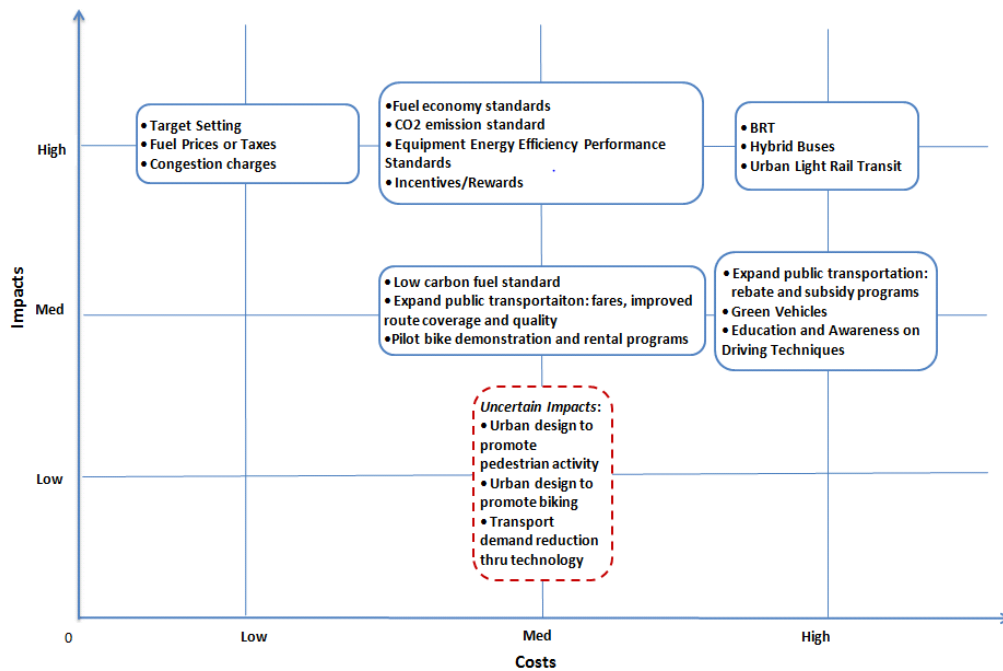 High
• Target Setting
• Fuel Prices or Taxes
• Congestion charges
•Fuel economy standards
• CO2 emission standard
• Equipment Energy Efficiency Performance
Standards
• Incentives/Rewards
• BRT
• Hybrid Buses
• Urban Light Rail Transit
Impacts
Med
• Low carbon fuel standard
• Expand public transportaiton: fares, improved
route coverage and quality
•Pilot bike demonstration and rental programs
• Expand public transportation:
rebate and subsidy programs
• Green Vehicles
• Education and Awareness on
Driving Techniques
Low
Uncertain Impacts:
• Urban design to
promote
pedestrian activity
• Urban design to
promote biking
• Transport
demand reduction
thru technology
0
Low
Med
High
Costs